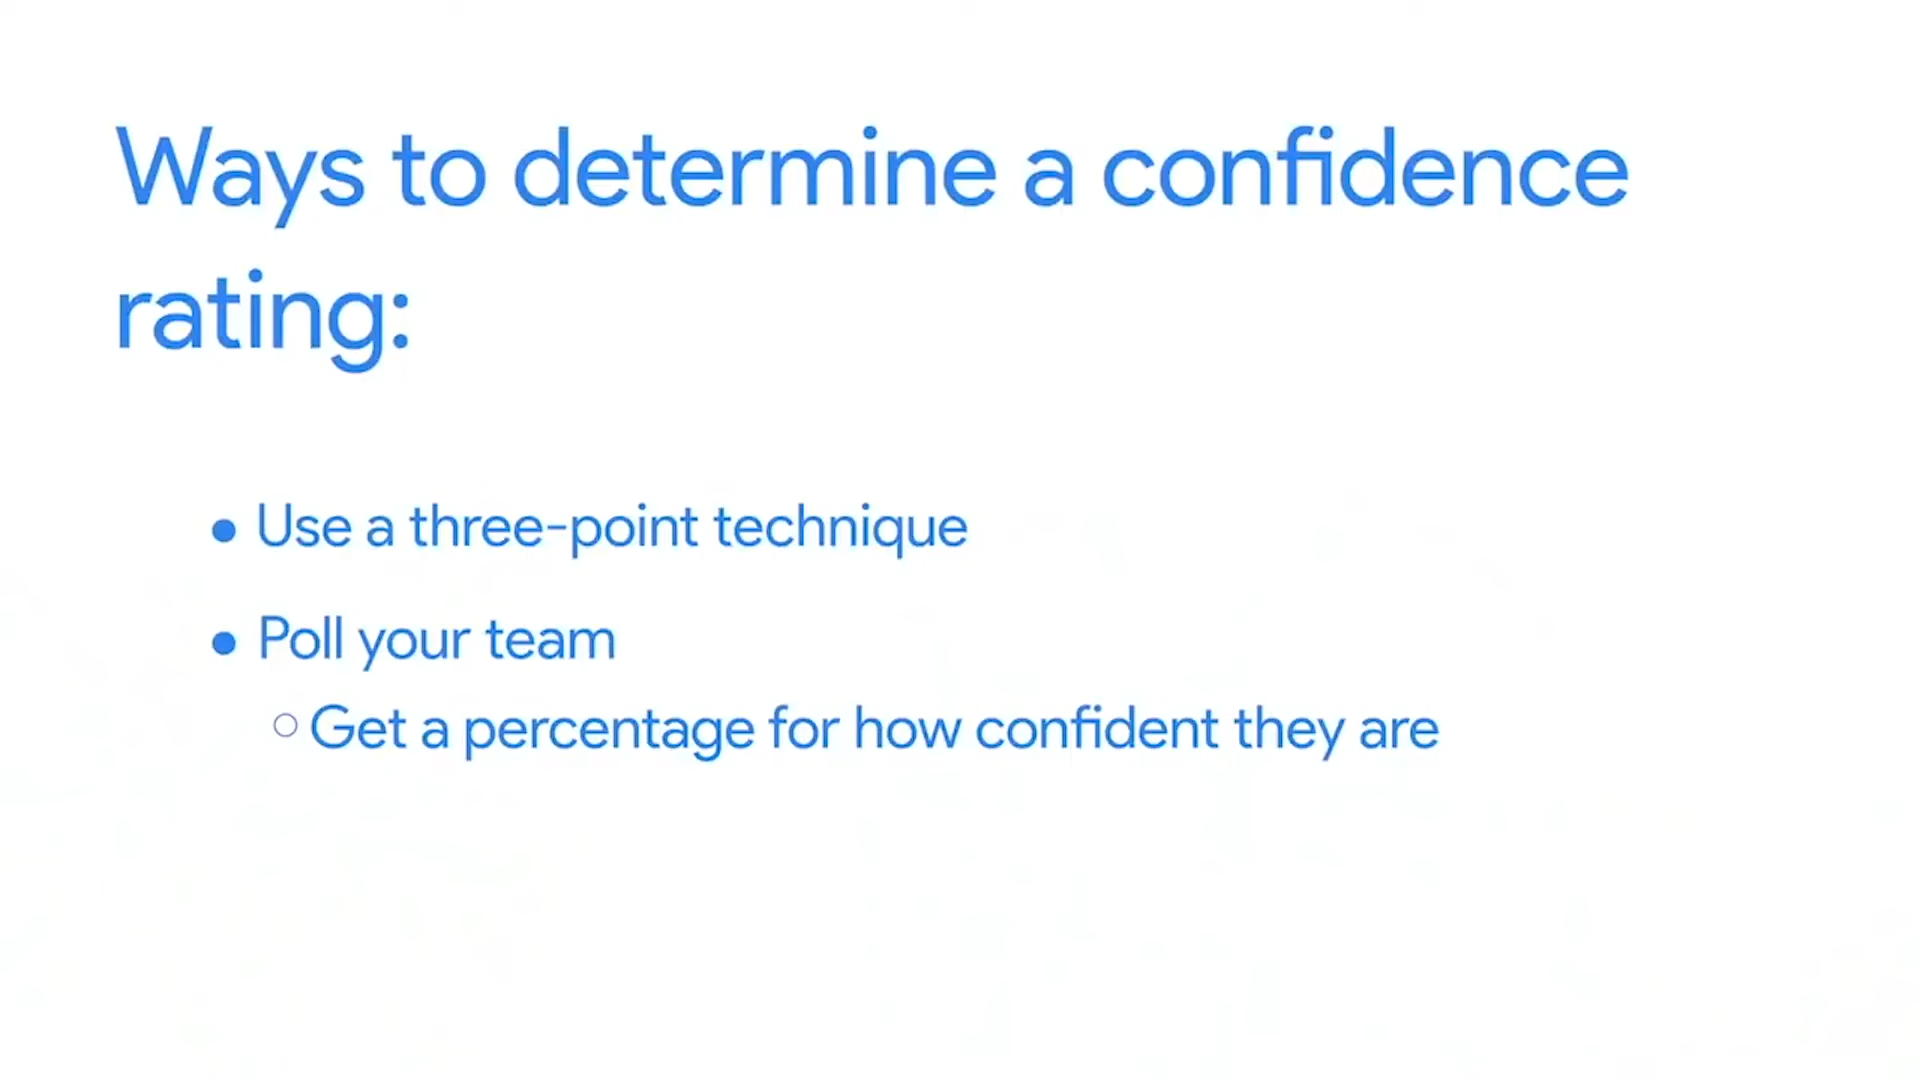 Ways to determine a confidence
rating:
● Use a three-point technique
● Poll your team
○ Get a percentage for how confident they are